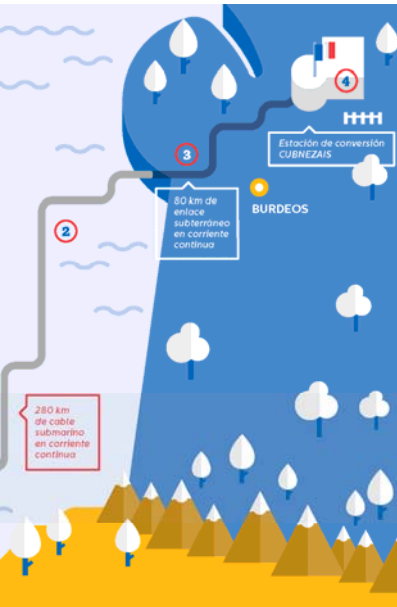 4
Estación de conversión
CUBNEZAIS
3
80 km de
enlace
subterráneo
en corriente
continua
BURDEOS
2
280 km
de cable
submarino
en corriente
continua